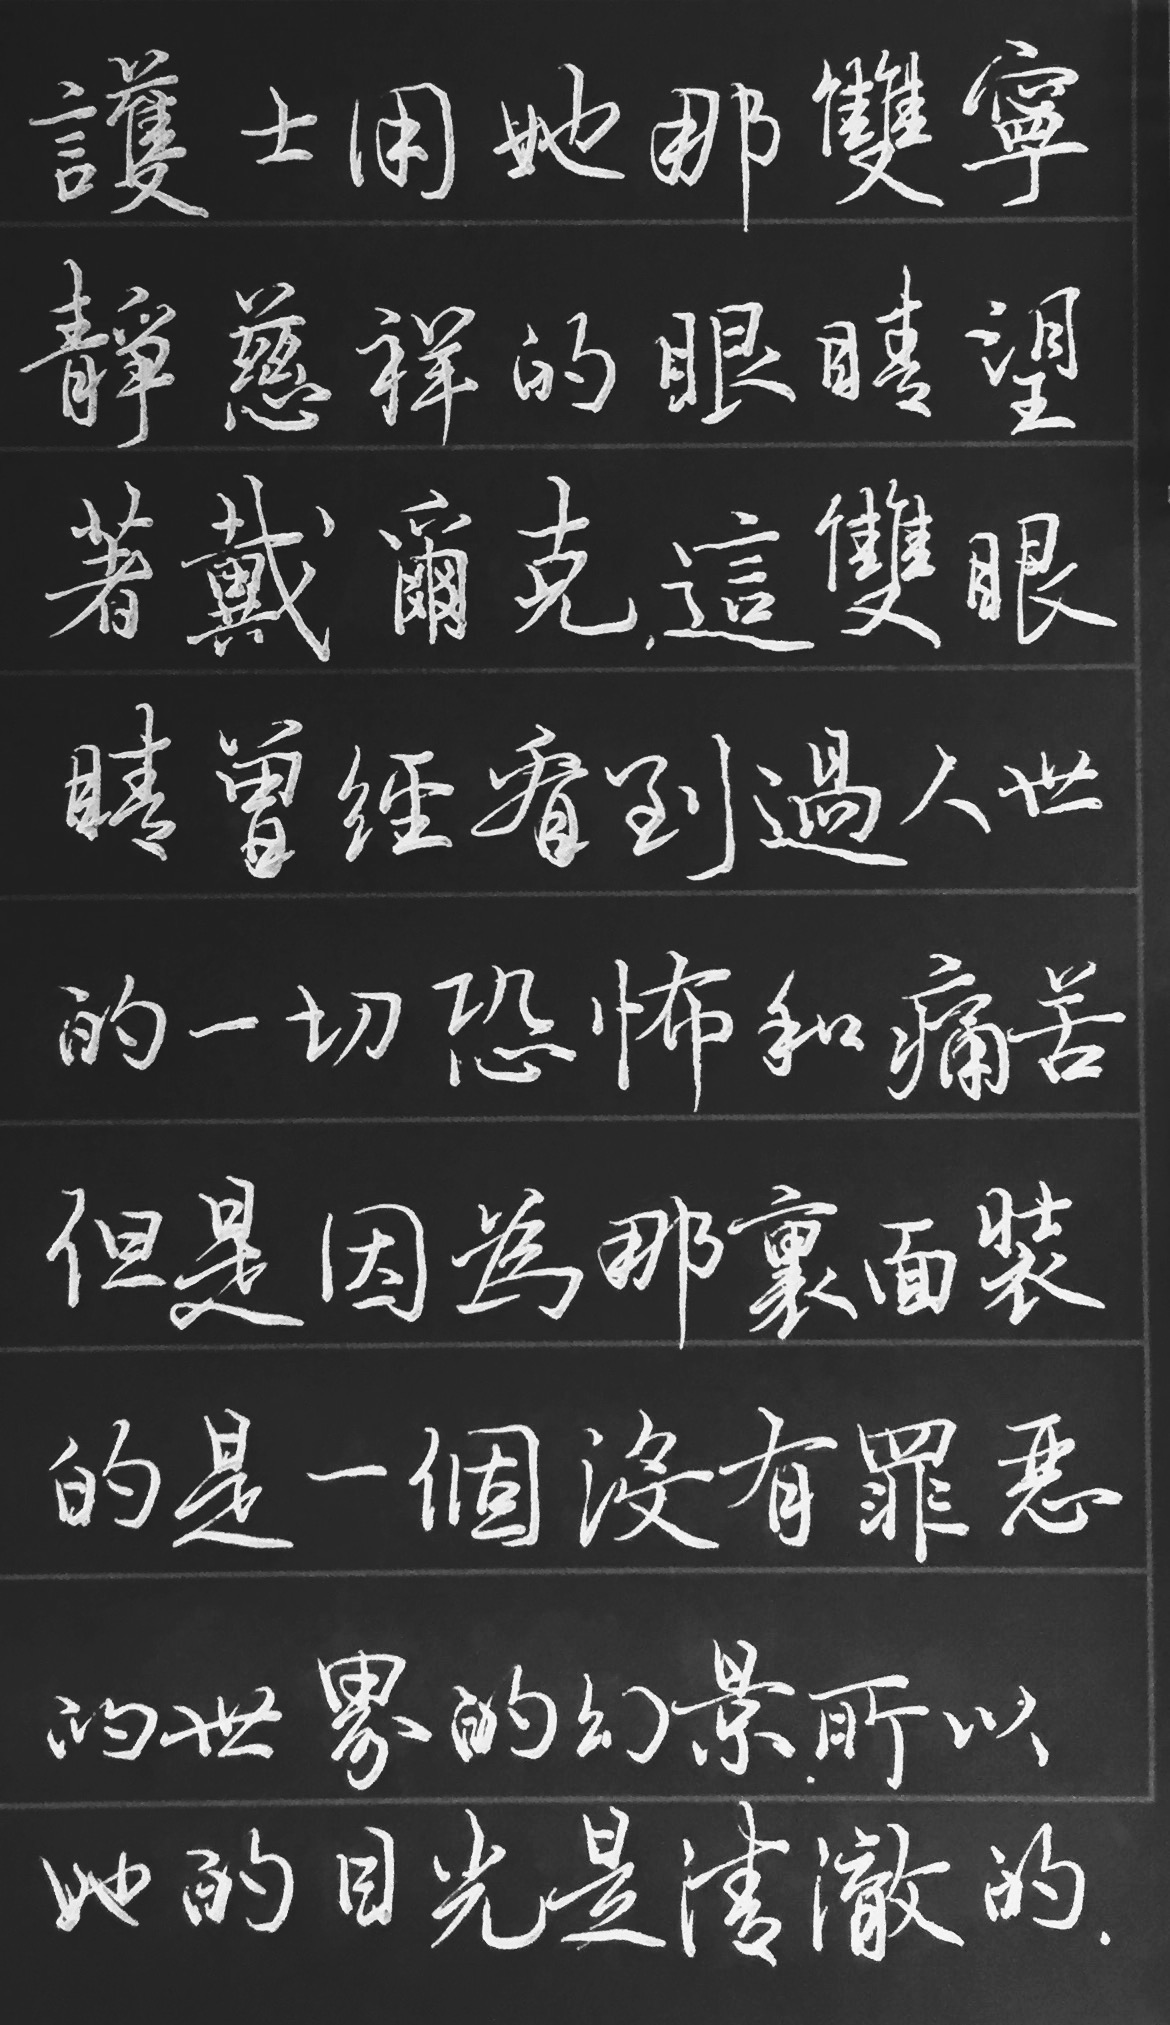 護士用她那雙寧
靜慈祥的眼睛望
著戴爾克.這雙眼
睛曾經看到過人世
的一切恐怖和痛苦
但是因為那裏面裝
的是一個沒有罪惡
的世界的幻景.所以
她的目光是清澈的.